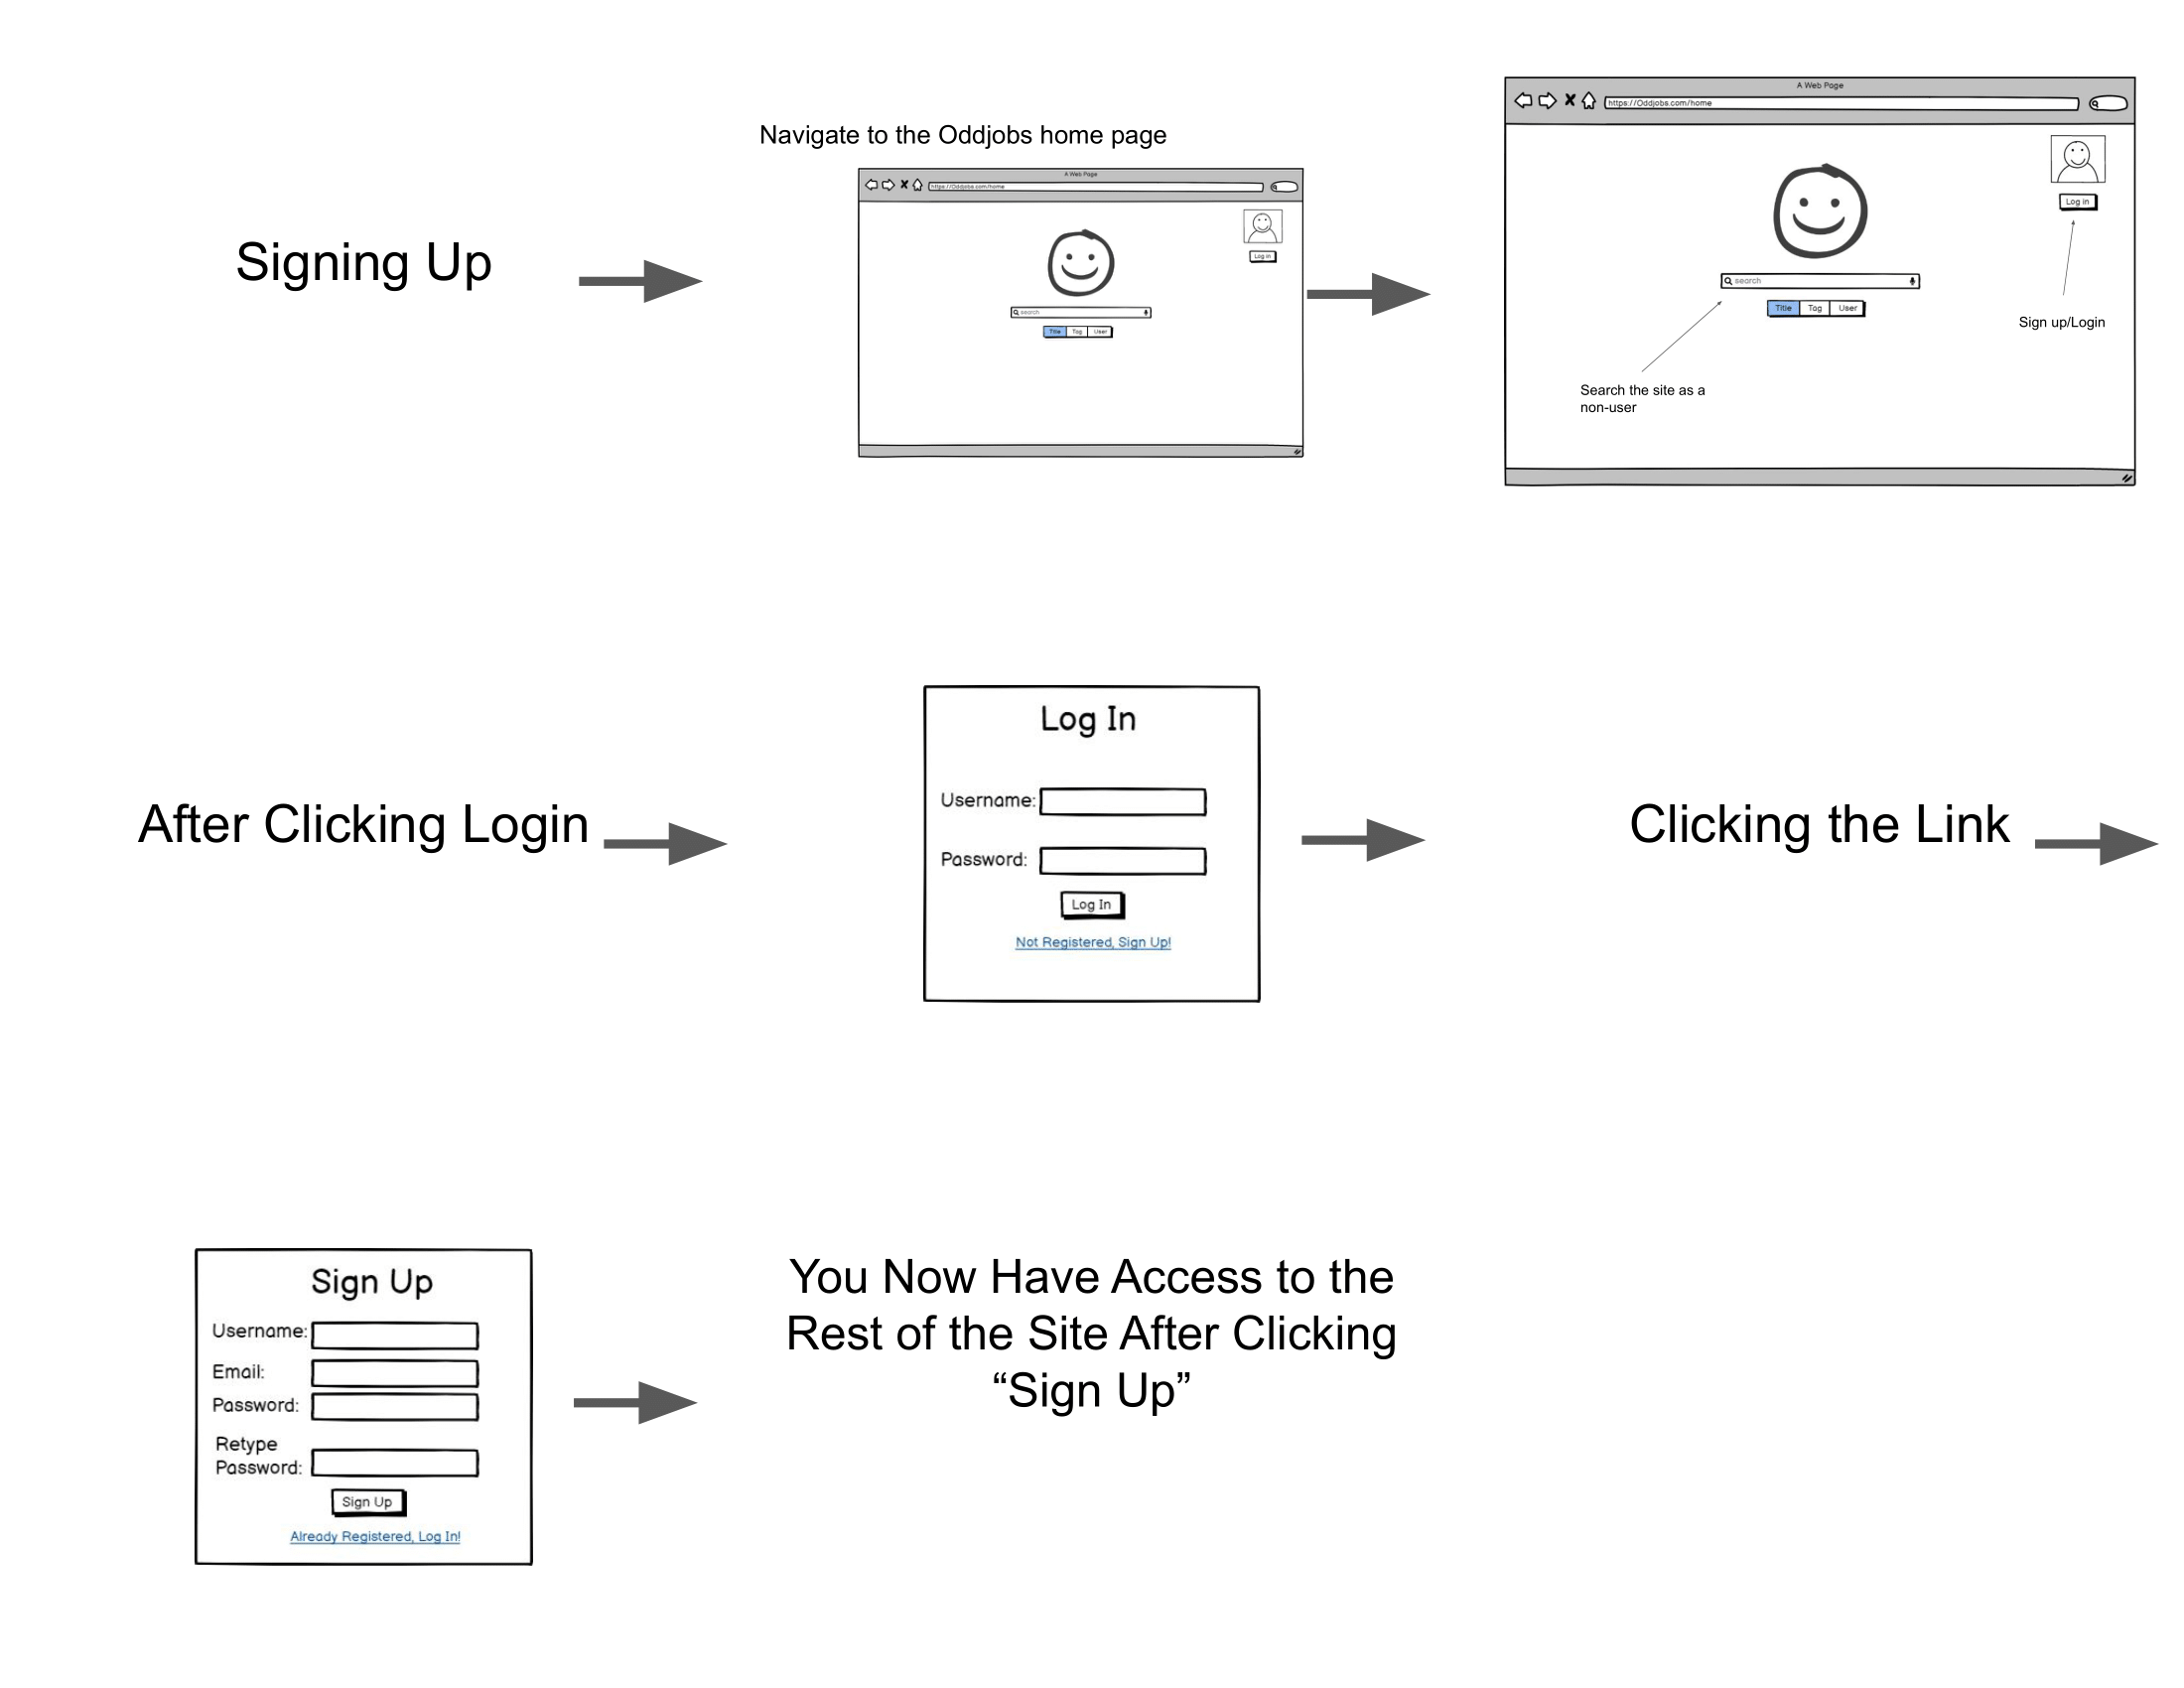 Signing Up
Navigate to the Oddjobs home page
A Web Page
https://Oddjobs.com/home
Log in
search
Title Tag User
A Web Page
https://Oddjobs.com/home
Log in
search
Title Tag User
Sign up/Login
Search the site as a
non-user
After Clicking Login
Log In
Username:
Password:
Log In
Not Registered, Sign Up!
Clicking the Link
Sign Up
Username:
Email:
Password:
Retype
Password:
Sign Up
Already Registered, Log In!
You Now Have Access to the
Rest of the Site After Clicking
“Sign Up”